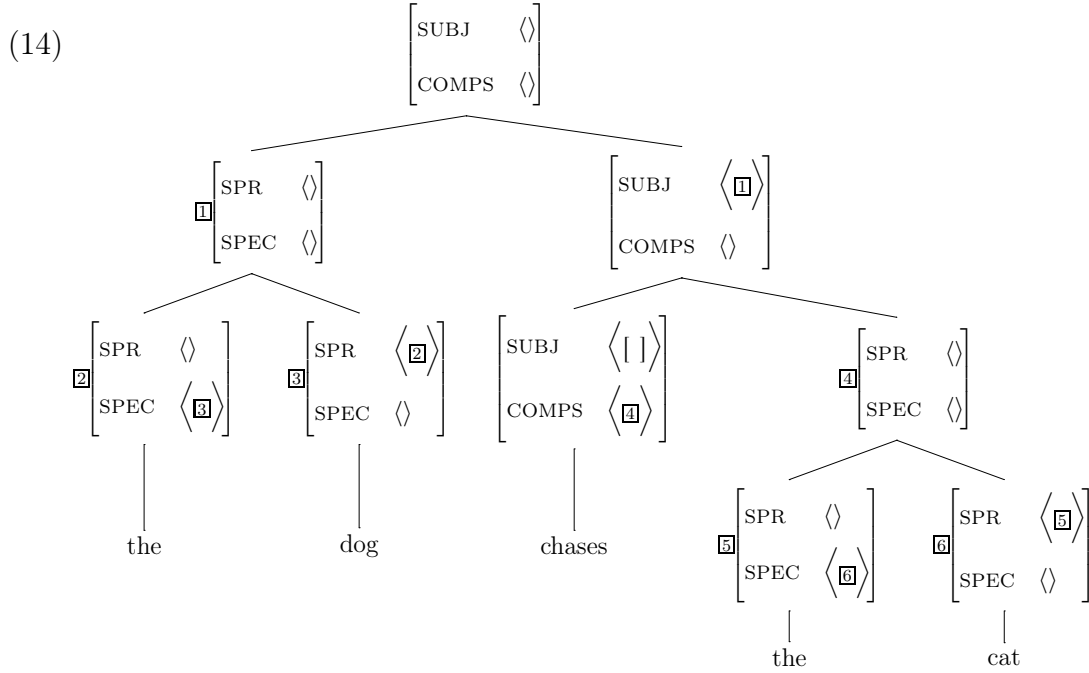 (14)
SUBJ ⟨⟩
COMPS ⟨⟩
1 SPR ⟨⟩
SPEC ⟨⟩
SUBJ ⟨1⟩
COMPS ⟨⟩
2 SPR ⟨⟩
SPEC ⟨3⟩
3 SPR ⟨2⟩
SPEC ⟨⟩
SUBJ ⟨[ ]⟩
COMPS ⟨4⟩
4 SPR ⟨⟩
SPEC ⟨⟩
the
dog
chases
5 SPR ⟨⟩
SPEC ⟨6⟩
6 SPR ⟨5⟩
SPEC ⟨⟩
the
cat